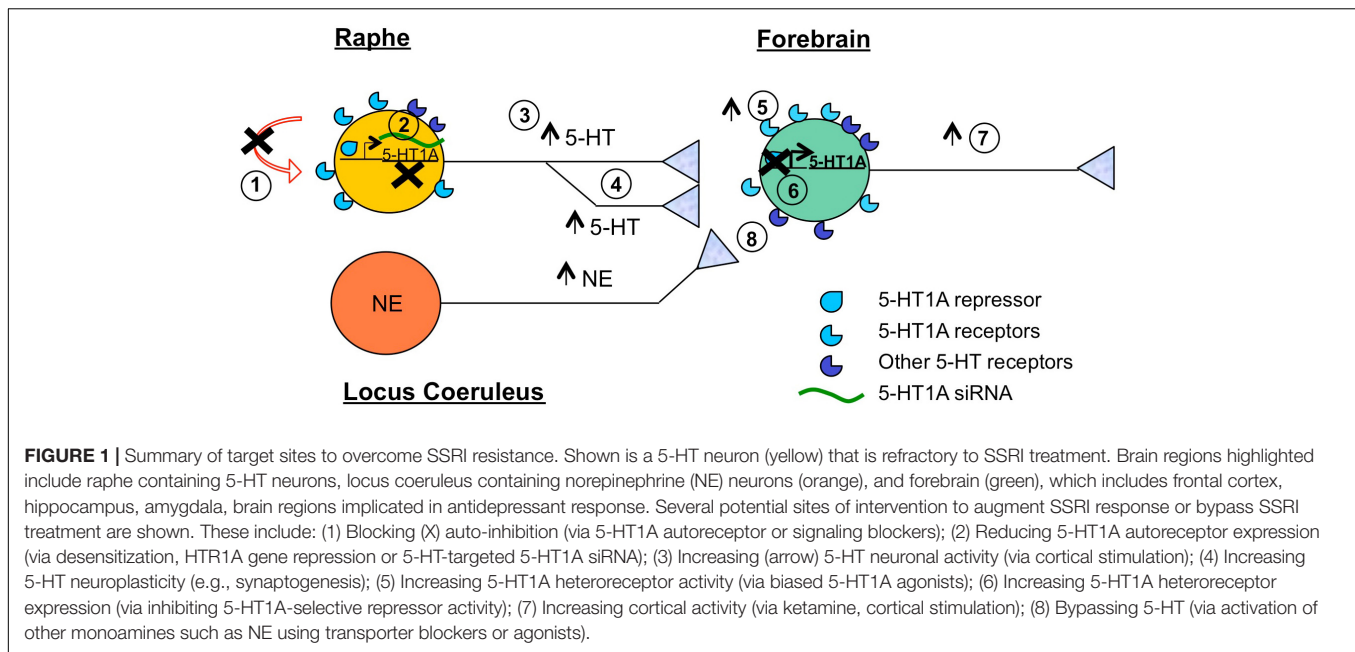 Raphe
Forebrain
1
2
5-HT1A
3
5-HT
4
5-HT
5
5-HT1A
6
7
8
NE
NE
Locus Coeruleus
5-HT1A repressor
5-HT1A receptors
Other 5-HT receptors
5-HT1A siRNA
FIGURE 1 | Summary of target sites to overcome SSRI resistance. Shown is a 5-HT neuron (yellow) that is refractory to SSRI treatment. Brain regions highlighted
include raphe containing 5-HT neurons, locus coeruleus containing norepinephrine (NE) neurons (orange), and forebrain (green), which includes frontal cortex,
hippocampus, amygdala, brain regions implicated in antidepressant response. Several potential sites of intervention to augment SSRI response or bypass SSRI
treatment are shown. These include: (1) Blocking (X) auto-inhibition (via 5-HT1A autoreceptor or signaling blockers); (2) Reducing 5-HT1A autoreceptor expression
(via desensitization, HTR1A gene repression or 5-HT-targeted 5-HT1A siRNA); (3) Increasing (arrow) 5-HT neuronal activity (via cortical stimulation); (4) Increasing
5-HT neuroplasticity (e.g., synaptogenesis); (5) Increasing 5-HT1A heteroreceptor activity (via biased 5-HT1A agonists); (6) Increasing 5-HT1A heteroreceptor
expression (via inhibiting 5-HT1A-selective repressor activity); (7) Increasing cortical activity (via ketamine, cortical stimulation); (8) Bypassing 5-HT (via activation of
other monoamines such as NE using transporter blockers or agonists).